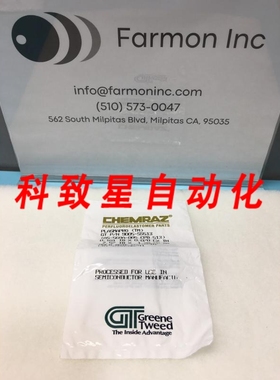 Farmon Inc
info@farmoninc.com
(510) 573-0047
562 South Milpitas Blvd, Milpitas CA, 95035
科致星自动化
CHEMRAZ
PERFLUOROELASTOMER PARTS
PROCESSED FOR USE IN
SEMICONDUCTOR MANUFACTU
GT Greene
Tweed
The Inside Advantage